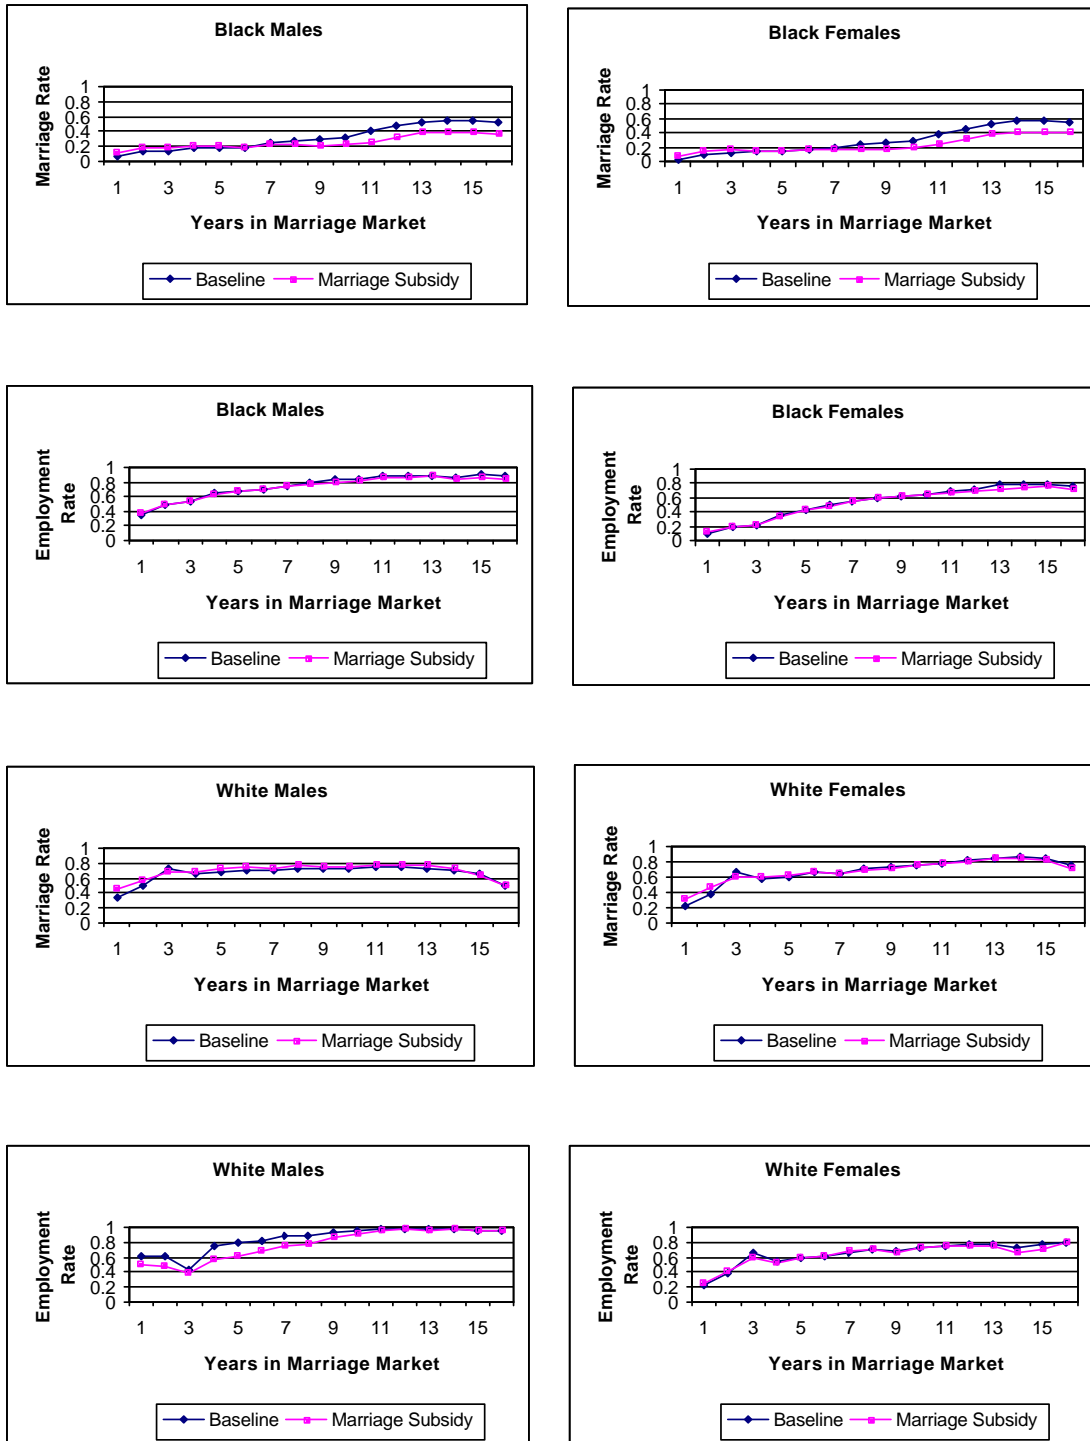 Black Males
Marriage Rate
1
0.8
0.6
0.4
0.2
0
1 3 5 7 9 11 13 15
Years in Marriage Market
Baseline Marriage Subsidy
Black Females
Marriage Rate
1
0.8
0.6
0.4
0.2
0
1 3 5 7 9 11 13 15
Years in Marriage Market
Baseline Marriage Subsidy
Black Males
Employment
Rate
1
0.8
0.6
0.4
0.2
0
1 3 5 7 9 11 13 15
Years in Marriage Market
Baseline Marriage Subsidy
Black Females
Employment
Rate
1
0.8
0.6
0.4
0.2
0
1 3 5 7 9 11 13 15
Years in Marriage Market
Baseline Marriage Subsidy
White Males
Marriage Rate
1
0.8
0.6
0.4
0.2
0
1 3 5 7 9 11 13 15
Years in Marriage Market
Baseline Marriage Subsidy
White Females
Marriage Rate
1
0.8
0.6
0.4
0.2
0
1 3 5 7 9 11 13 15
Years in Marriage Market
Baseline Marriage Subsidy
White Males
Employment
Rate
1
0.8
0.6
0.4
0.2
0
1 3 5 7 9 11 13 15
Years in Marriage Market
Baseline Marriage Subsidy
White Females
Employment
Rate
1
0.8
0.6
0.4
0.2
0
1 3 5 7 9 11 13 15
Years in Marriage Market
Baseline Marriage Subsidy